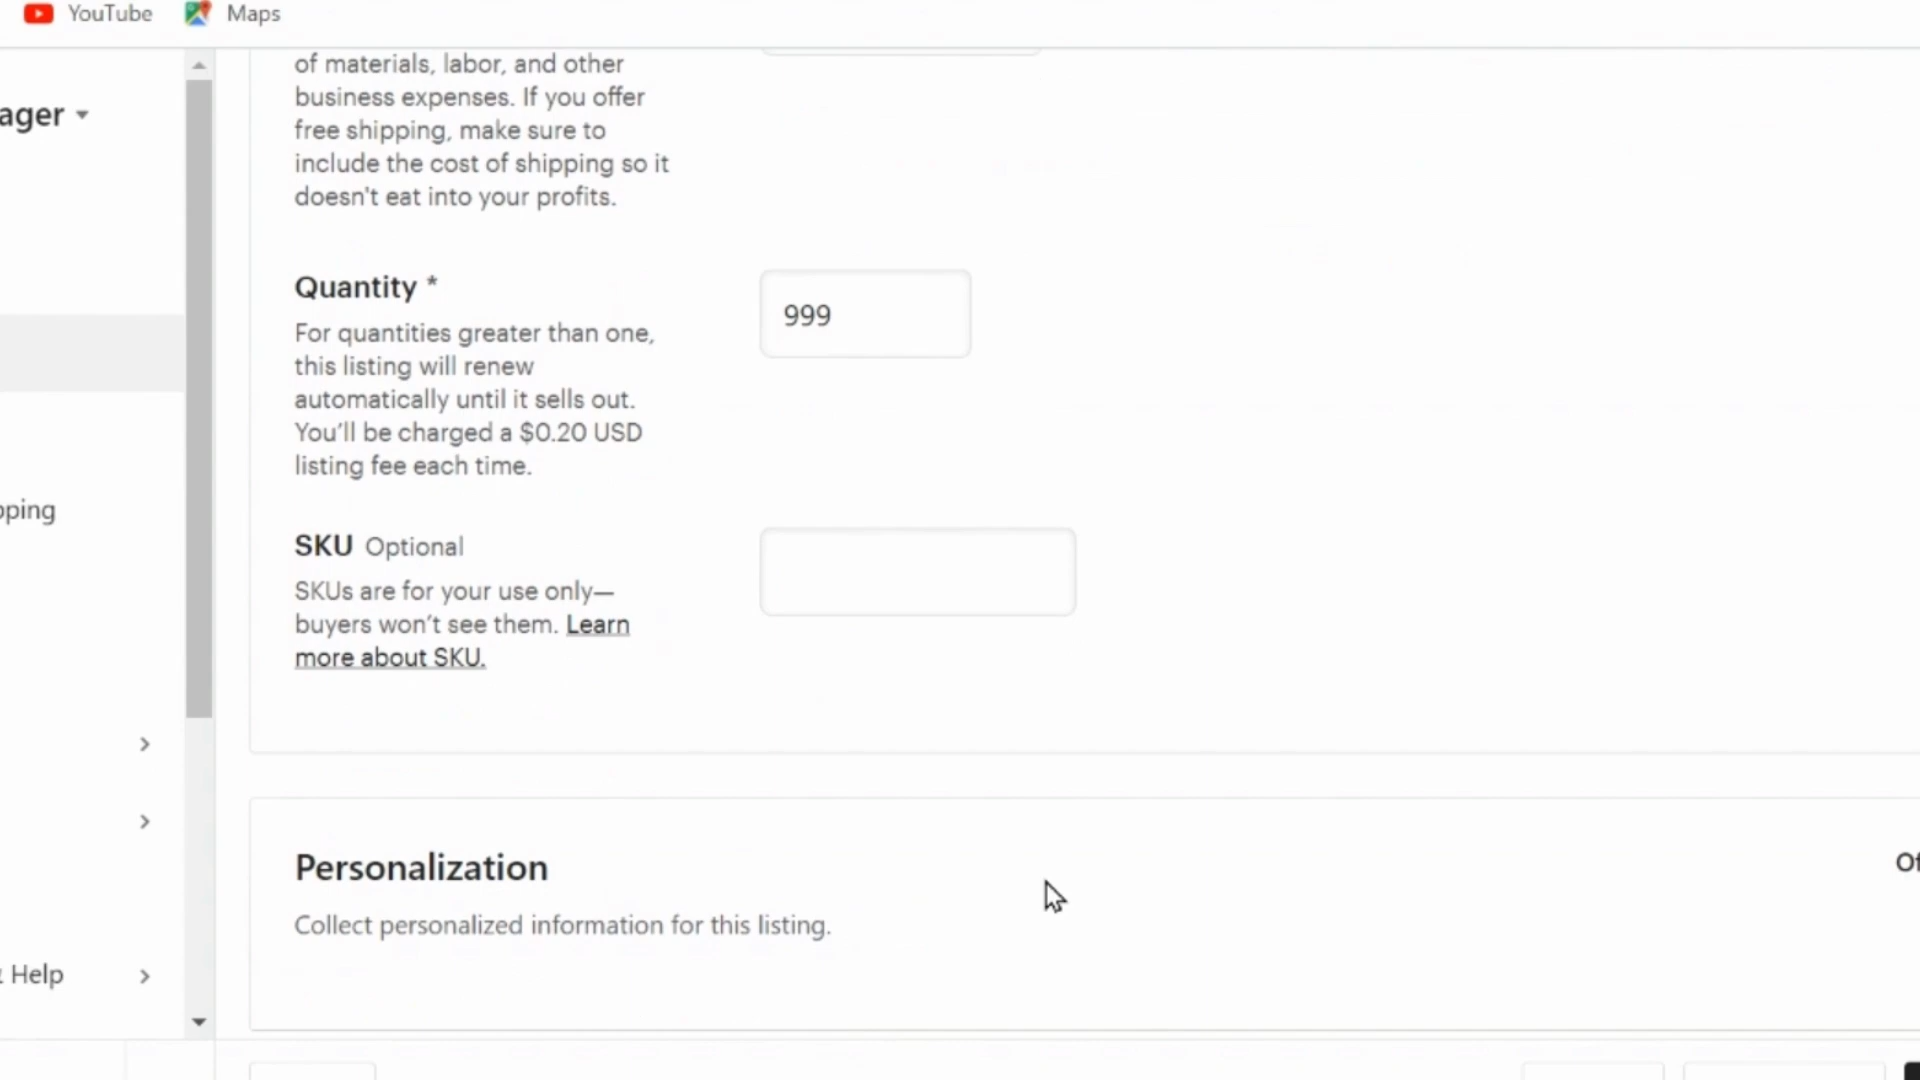 YouTube Maps
ager
of materials, labor, and other
business expenses. If you offer
free shipping, make sure to
include the cost of shipping so it
doesn't eat into your profits.
Quantity *
999
For quantities greater than one,
this listing will renew
automatically until it sells out.
You’ll be charged a $0.20 USD
listing fee each time.
pping
SKU Optional
SKUs are for your use only—
buyers won’t see them. Learn
more about SKU.
Personalization
Of
Collect personalized information for this listing.
& Help